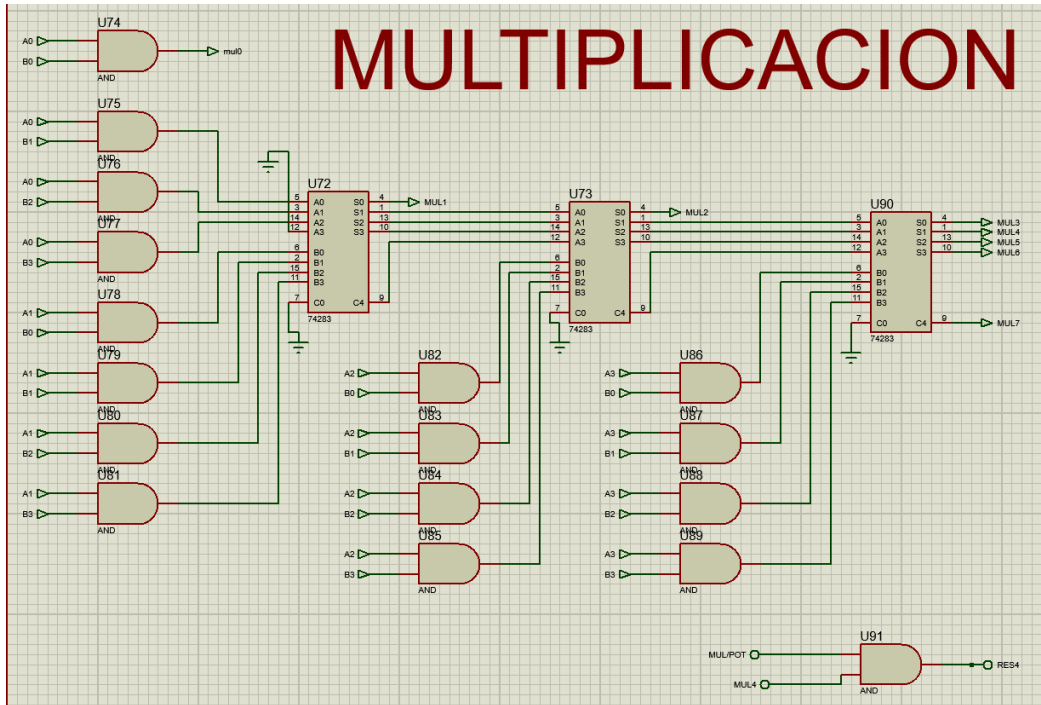 MULTIPLICACION
U74
A0
B0
mul0
AND
U75
A0
B1
AND
U76
A0
B2
AND
U77
A0
B3
AND
U78
A1
B0
AND
U79
A1
B1
AND
U80
A1
B2
AND
U81
A1
B3
AND
U72
5 A0 S0 4 MUL1
3 A1 S1 1
14 A2 S2 13
12 A3 S3 10
6 B0
2 B1
15 B2
11 B3
7 C0 C4 9
74283
U73
5 A0 S0 4 MUL2
3 A1 S1 1
14 A2 S2 13
12 A3 S3 10
6 B0
2 B1
15 B2
11 B3
7 C0 C4 9
74283
U90
5 A0 S0 4 MUL3
3 A1 S1 1 MUL4
14 A2 S2 13 MUL5
12 A3 S3 10 MUL6
6 B0
2 B1
15 B2
11 B3
7 C0 C4 9 MUL7
74283
U82
A2
B0
AND
U83
A2
B1
AND
U84
A2
B2
AND
U85
A2
B3
AND
U86
A3
B0
AND
U87
A3
B1
AND
U88
A3
B2
AND
U89
A3
B3
AND
U91
MUL/POT
MUL4
RES4
AND